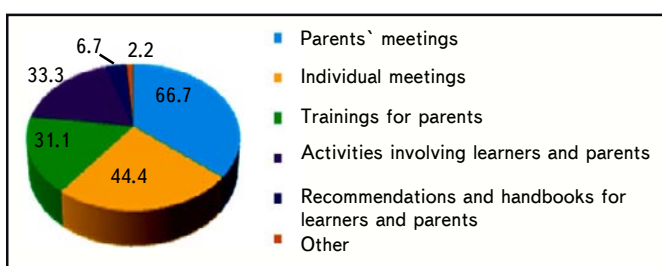 6.7
2.2
33.3
66.7
31.1
44.4
Parents` meetings
Individual meetings
Trainings for parents
Activities involving learners and parents
Recommendations and handbooks for
learners and parents
Other